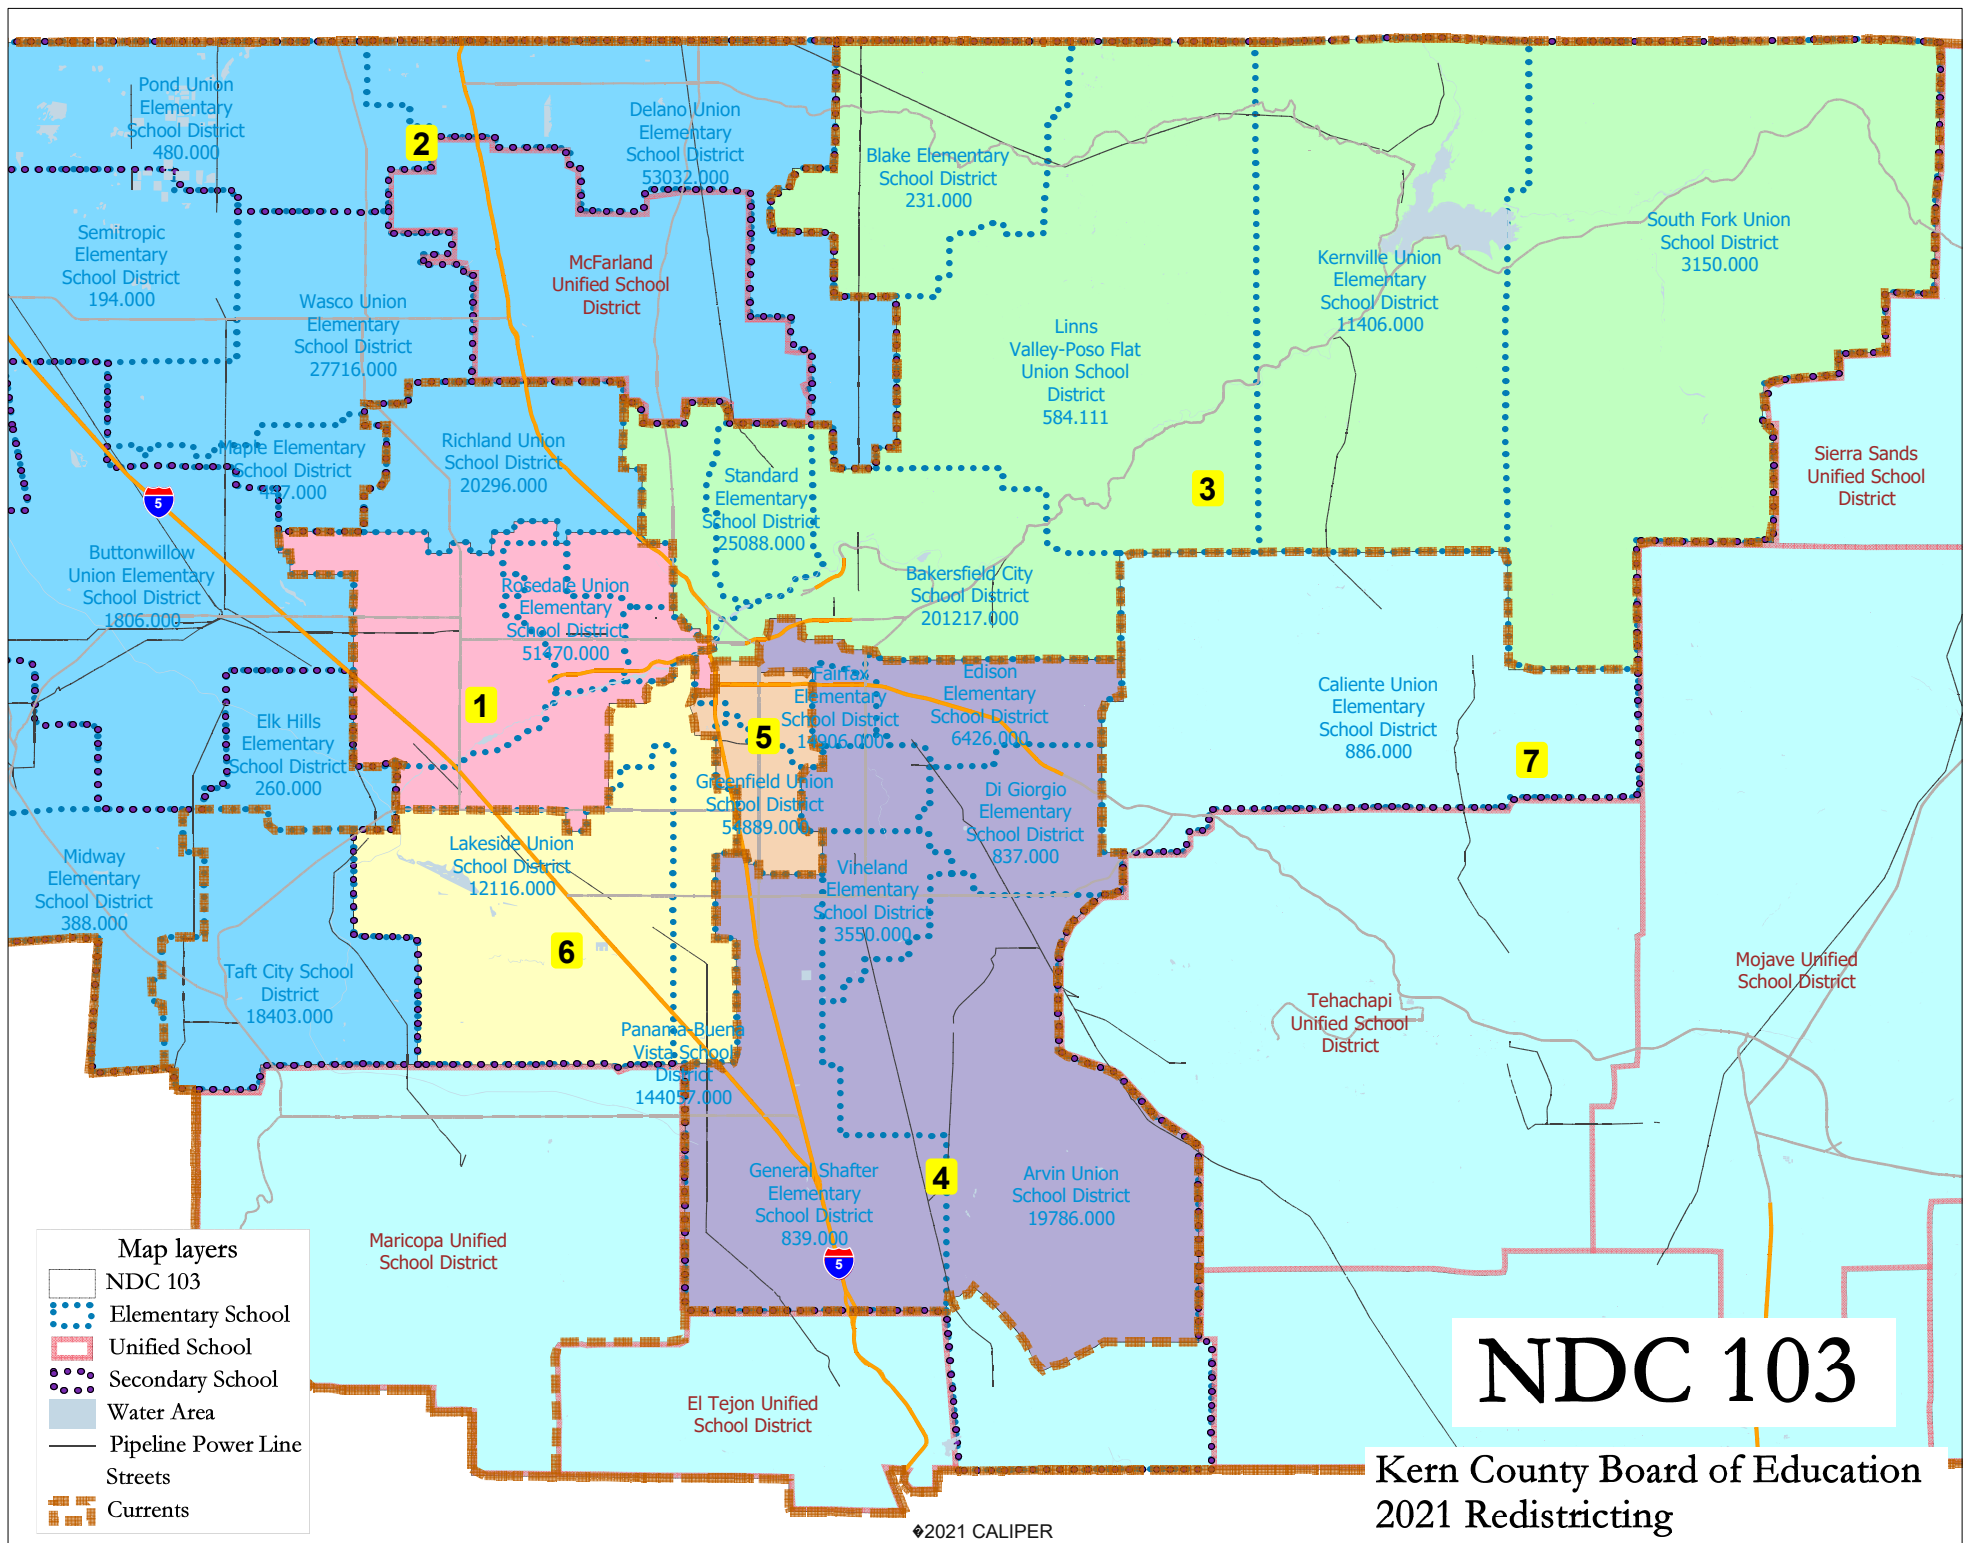 Pond Union
Elementary
School District
480.000
2
Delano Union
Elementary
School District
53032.000
Blake Elementary
School District
231.000
South Fork Union
School District
3150.000
Semitropic
Elementary
School District
194.000
McFarland
Unified School
District
Kernville Union
Elementary
School District
11406.000
Wasco Union
Elementary
School District
27716.000
Linns
Valley-Poso Flat
Union School
District
584.111
Maple Elementary
School District
Richland Union
School District
20296.000
Standard
Elementary
School District
25088.000
3
Sierra Sands
Unified School
District
5
Buttonwillow
Union Elementary
School District
1806.000
Rosedale Union
Elementary
School District
51470.000
Bakersfield City
School District
201217.000
1
Elk Hills
Elementary
School District
260.000
5
Fairfax
Elementary
School District
Edison
Elementary
School District
6426.000
Caliente Union
Elementary
School District
886.000
7
Greenfield Union
School District
54889.000
Di Giorgio
Elementary
School District
837.000
Midway
Elementary
School District
388.000
Lakeside Union
School District
12116.000
Vineland
Elementary
School District
3550.000
6
Taft City School
District
18403.000
Panama-Buena
Vista School
District
144057.000
Tehachapi
Unified School
District
Mojave Unified
School District
General Shafter
Elementary
School District
839.000
4
Arvin Union
School District
19786.000
5
Maricopa Unified
School District
El Tejon Unified
School District
Map layers
NDC 103
Elementary School
Unified School
Secondary School
Water Area
Pipeline Power Line
Streets
Currents
NDC 103
Kern County Board of Education
2021 Redistricting
�2021 CALIPER